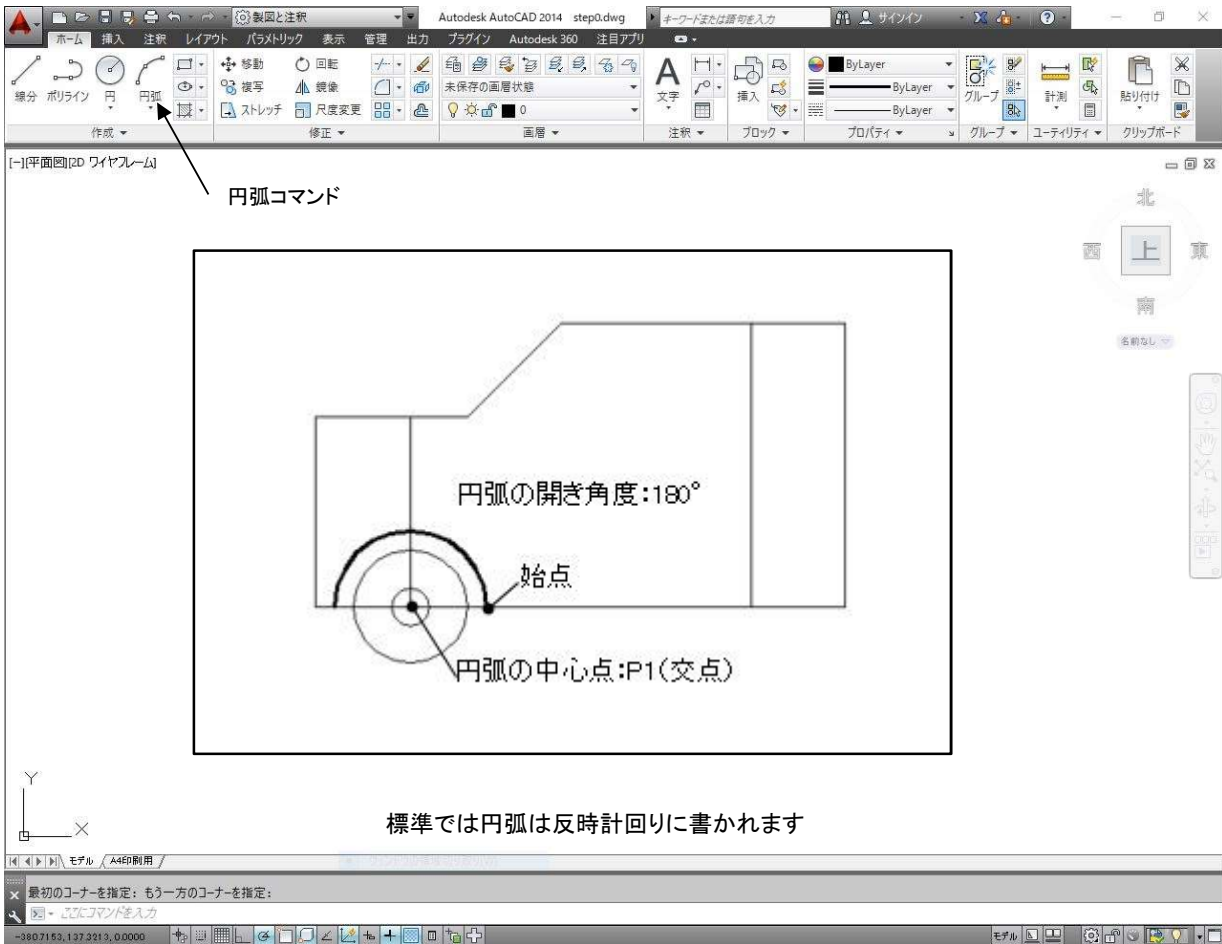 製図と注釈
Autodesk AutoCAD 2014 step0.dwg
キーワードまたは語句を入力
サインイン
ホーム 挿入 注釈 レイアウト パラメトリック 表示 管理 出力 プラグイン Autodesk 360 注目アプリ
線分 ポリライン 円 円弧
移動 回転
複写 鏡像
ストレッチ 尺度変更
未保存の画層状態
0
文字
挿入
ByLayer
ByLayer
ByLayer
グループ
計測
貼り付け
作成 修正 画層 注釈 ブロック プロパティ グループ ユーティリティ クリップボード
[-][平面図][2D ワイヤフレーム]
円弧コマンド
北
西 上 東
南
名前なし
円弧の開き角度:180°
始点
円弧の中心点:P1(交点)
Y
X
標準では円弧は反時計回りに書かれます
モデル A4印刷用
最初のコーナーを指定: もう一方のコーナーを指定:
ここにコマンドを入力
-3807.153, 137.3213, 0.0000
モデル